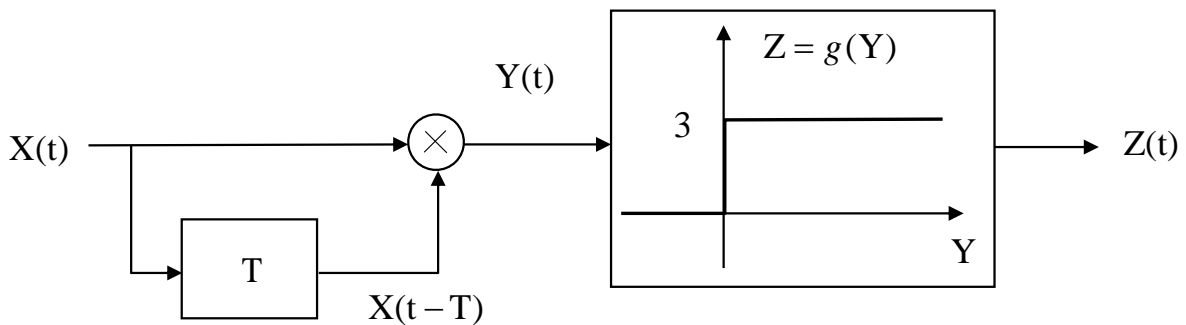 Z = g(Y)
Y(t)
3
X(t)
×
Z(t)
Y
T
X(t – T)